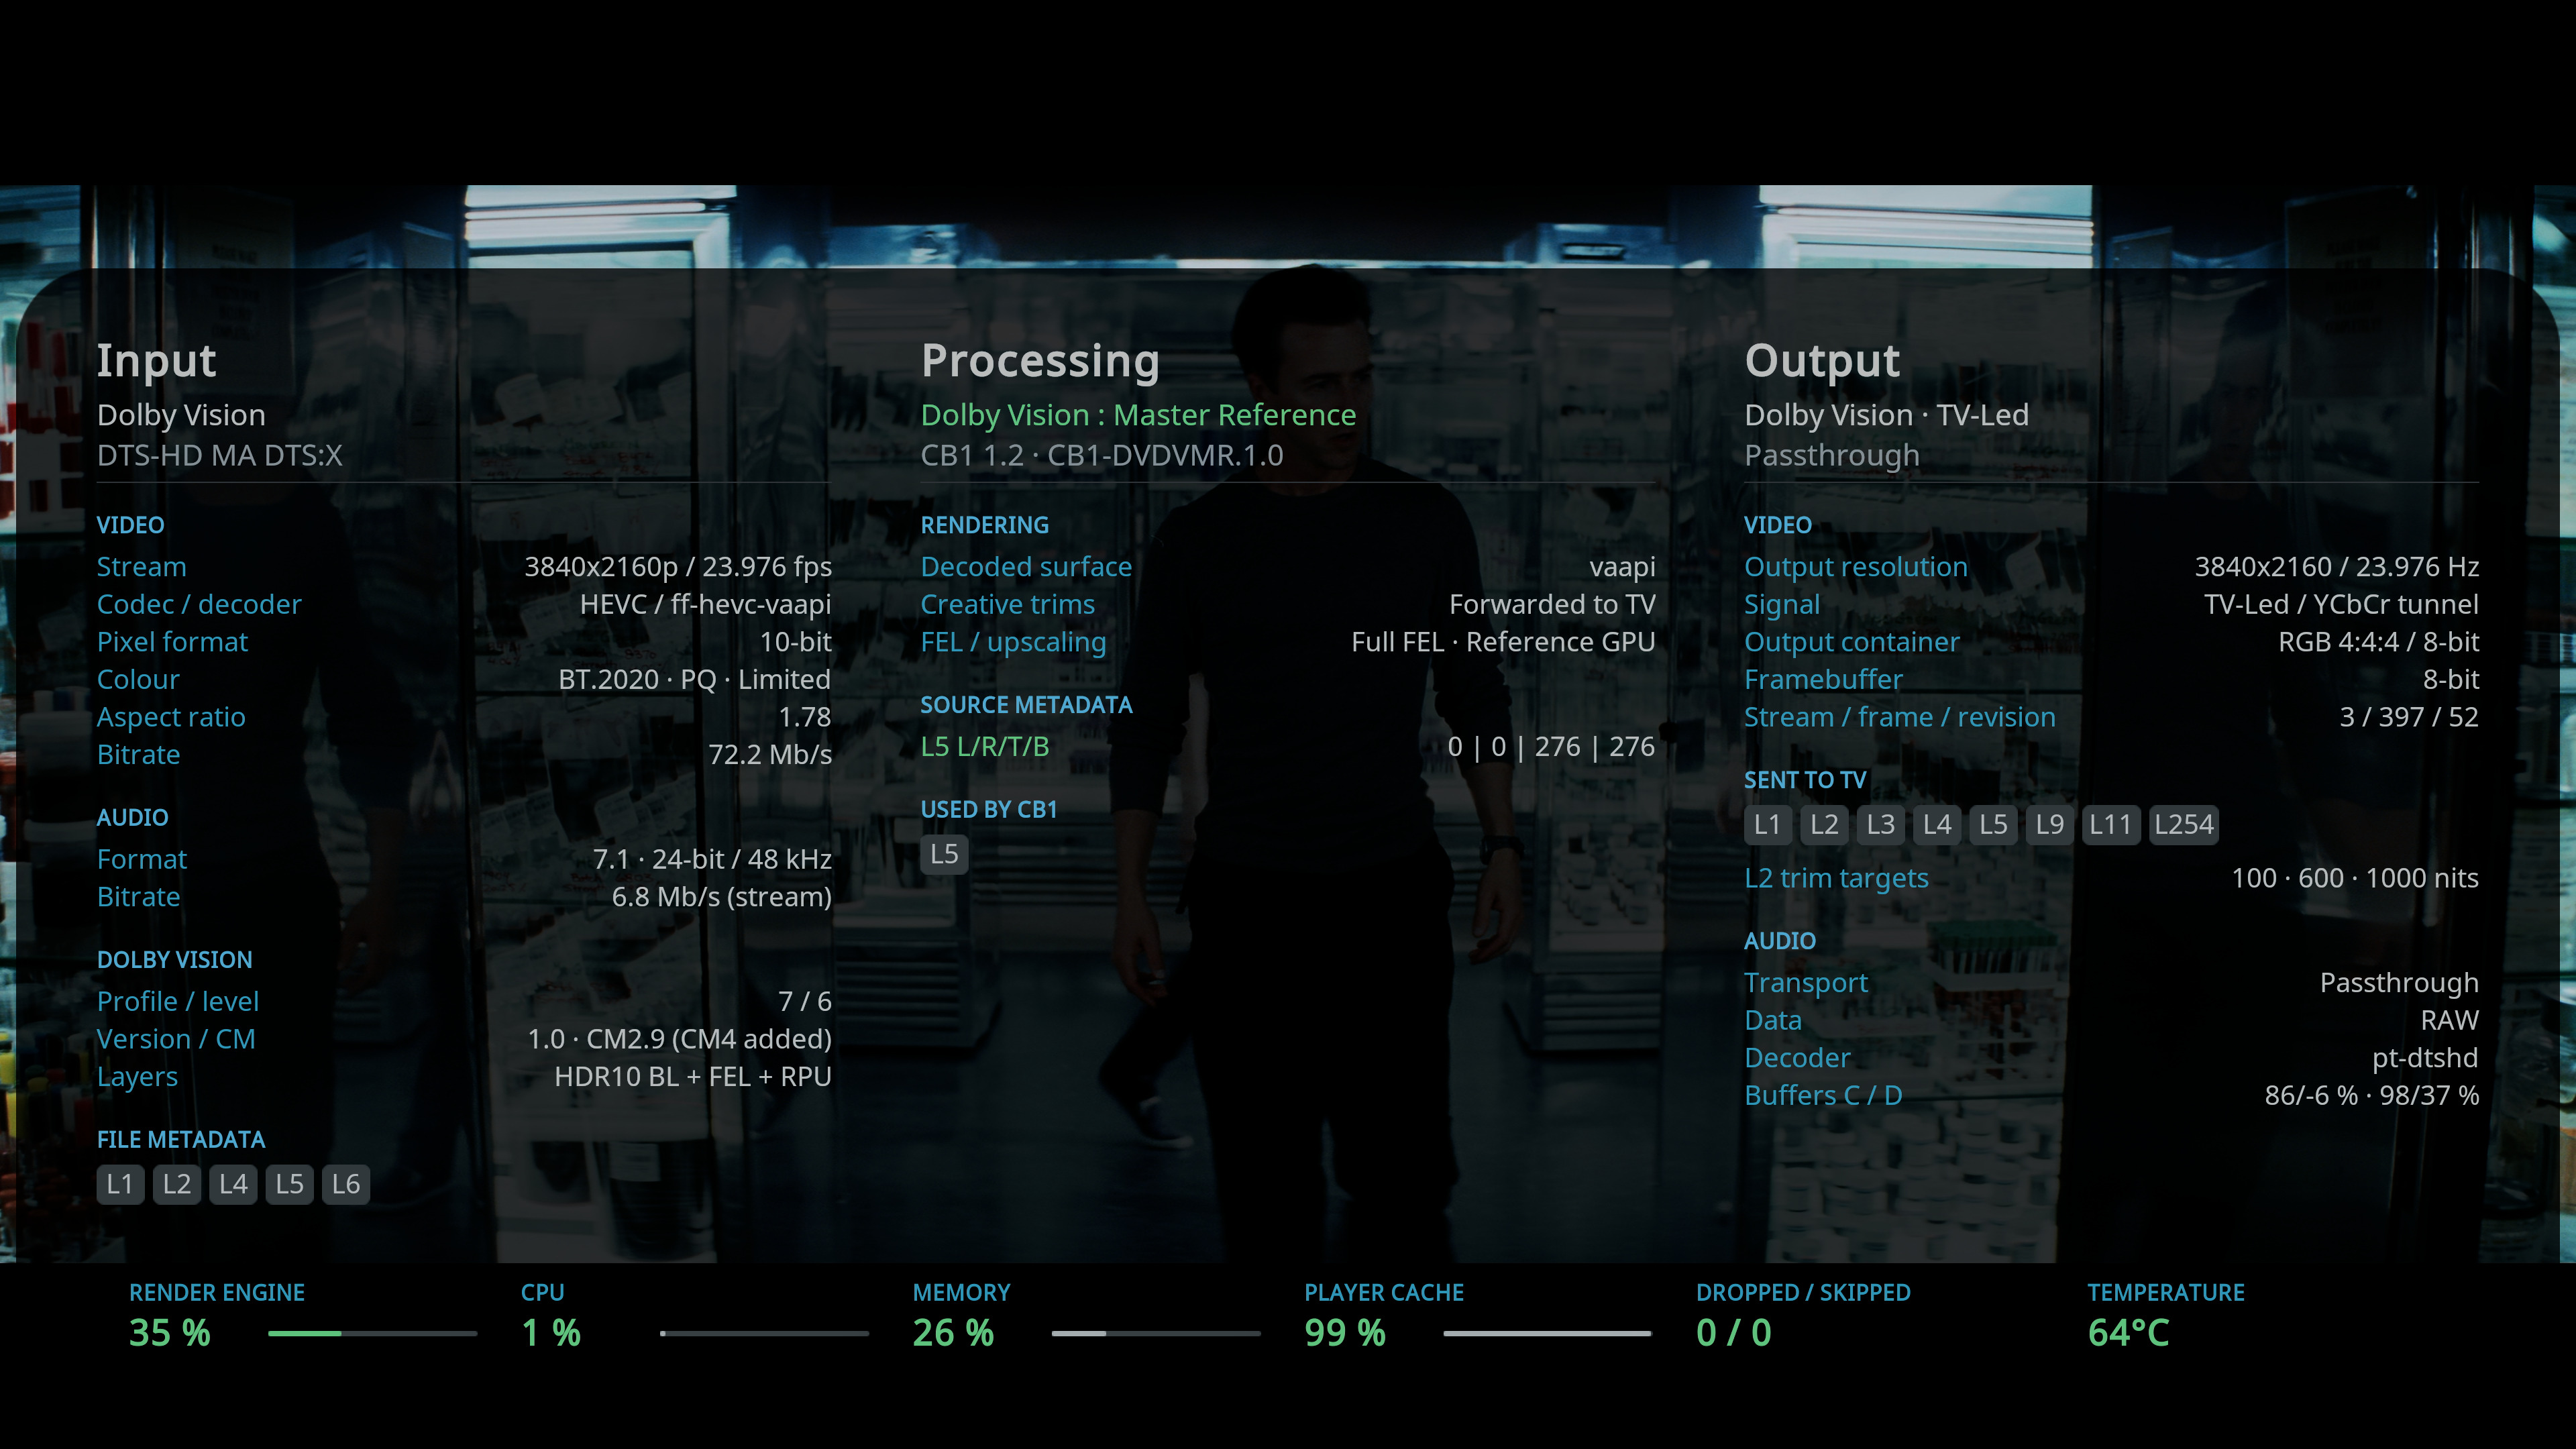 Input
Dolby Vision
DTS-HD MA DTS:X
VIDEO
Stream 3840x2160p / 23.976 fps
Codec / decoder HEVC / ff-hevc-vaapi
Pixel format 10-bit
Colour BT.2020 · PQ · Limited
Aspect ratio 1.78
Bitrate 72.2 Mb/s
AUDIO
Format 7.1 · 24-bit / 48 kHz
Bitrate 6.8 Mb/s (stream)
DOLBY VISION
Profile / level 7 / 6
Version / CM 1.0 · CM2.9 (CM4 added)
Layers HDR10 BL + FEL + RPU
FILE METADATA
L1 L2 L4 L5 L6
Processing
Dolby Vision : Master Reference
CB1 1.2 · CB1-DVDVMR.1.0
RENDERING
Decoded surface vaapi
Creative trims Forwarded to TV
FEL / upscaling Full FEL · Reference GPU
SOURCE METADATA
L5 L/R/T/B 0 | 0 | 276 | 276
USED BY CB1
L5
Output
Dolby Vision · TV-Led
Passthrough
VIDEO
Output resolution 3840x2160 / 23.976 Hz
Signal TV-Led / YCbCr tunnel
Output container RGB 4:4:4 / 8-bit
Framebuffer 8-bit
Stream / frame / revision 3 / 397 / 52
SENT TO TV
L1 L2 L3 L4 L5 L9 L11 L254
L2 trim targets 100 · 600 · 1000 nits
AUDIO
Transport Passthrough
Data RAW
Decoder pt-dtshd
Buffers C / D 86/-6 % · 98/37 %
RENDER ENGINE CPU MEMORY PLAYER CACHE DROPPED / SKIPPED TEMPERATURE
35 % 1 % 26 % 99 % 0 / 0 64°C